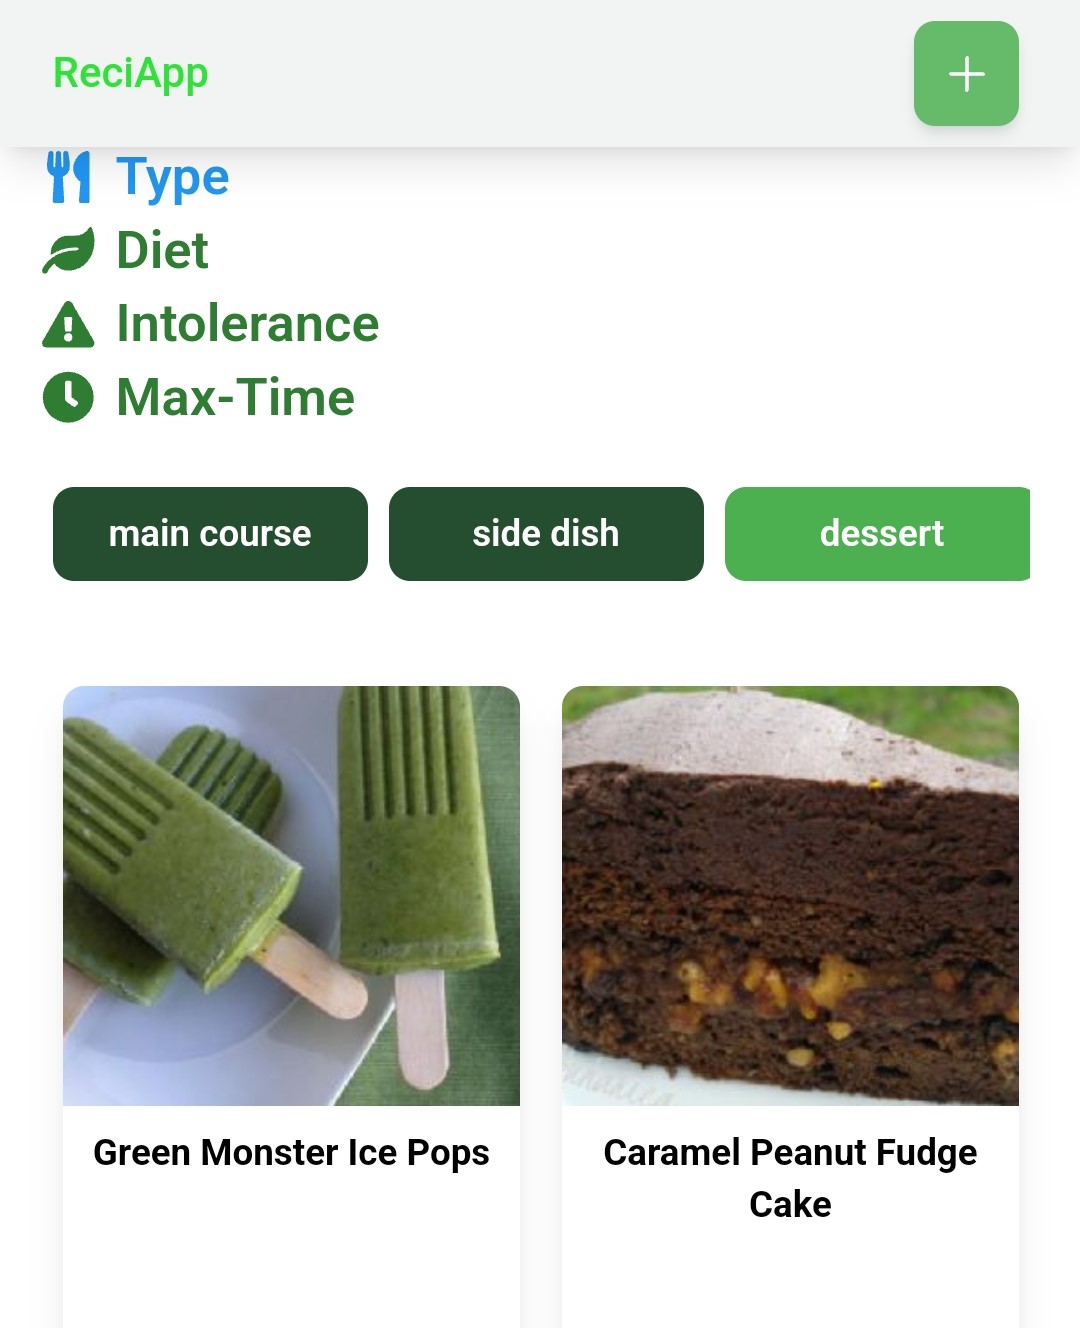 ReciApp
Type
Diet
Intolerance
Max-Time
main course
side dish
dessert
Green Monster Ice Pops
Caramel Peanut Fudge
Cake